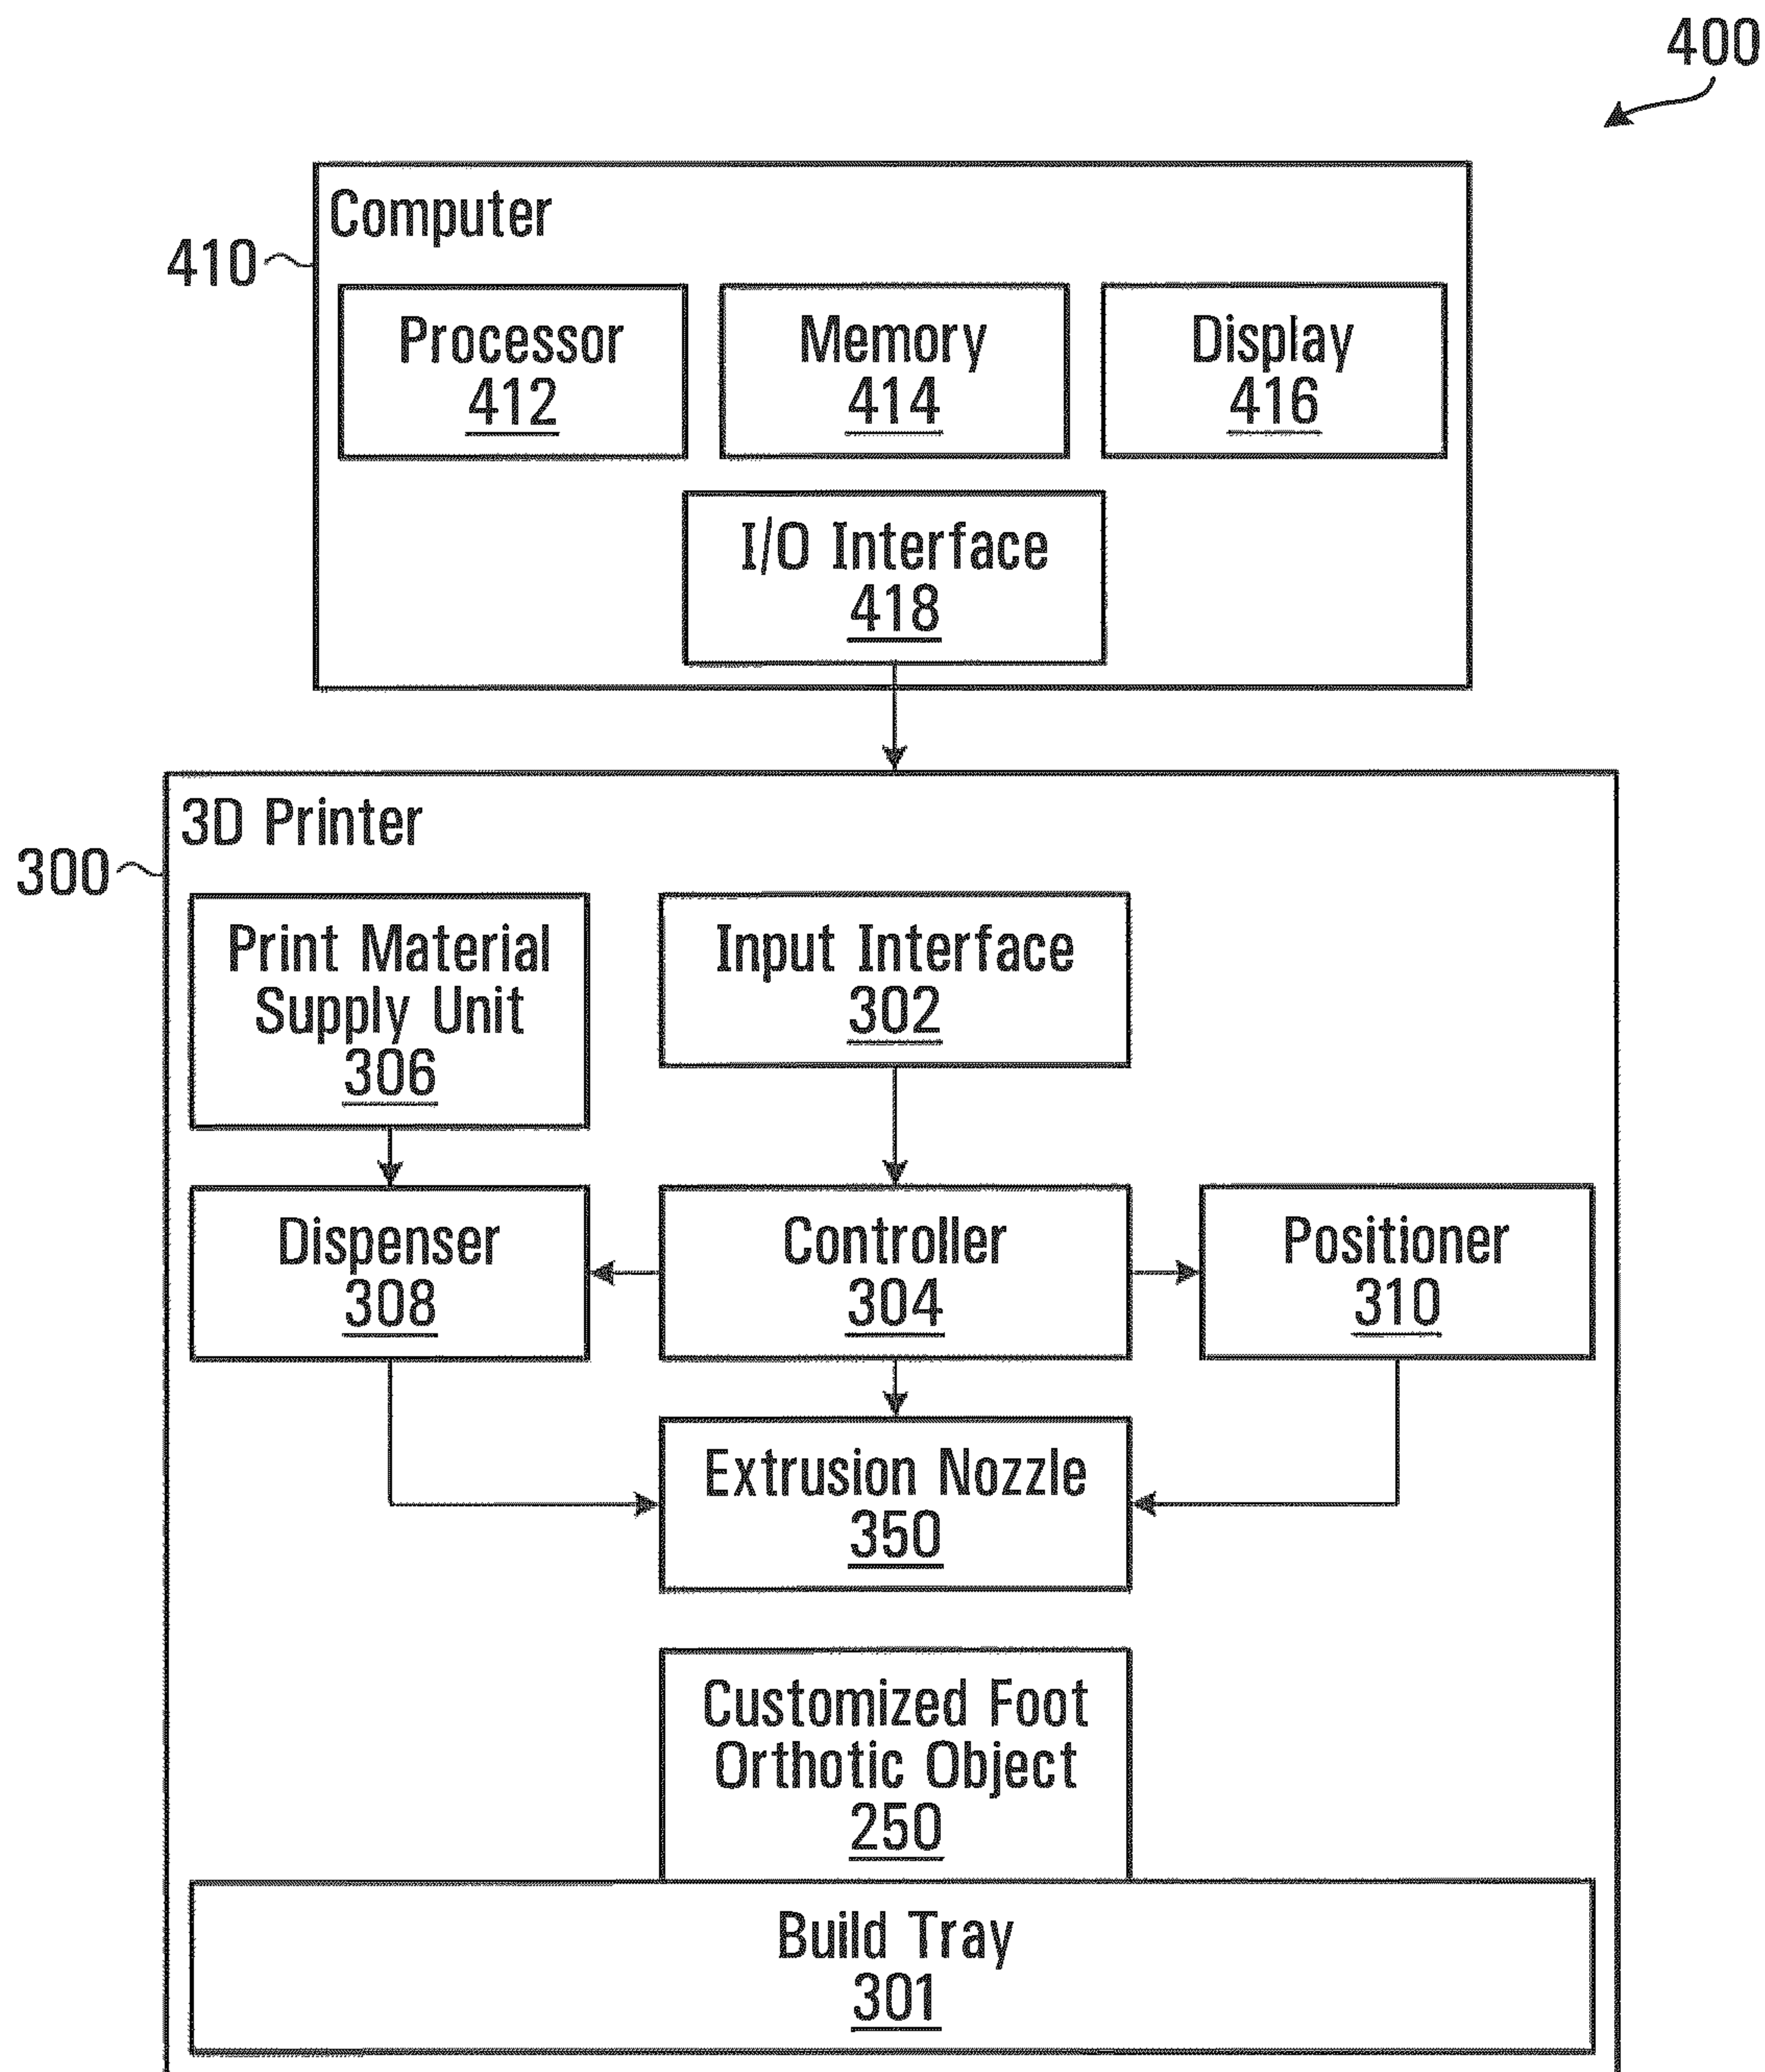 400
Computer
410
Processor
412
Memory
414
Display
416
I/O Interface
418
3D Printer
300
Print Material
Supply Unit
306
Input Interface
302
Dispenser
308
Controller
304
Positioner
310
Extrusion Nozzle
350
Customized Foot
Orthotic Object
250
Build Tray
301